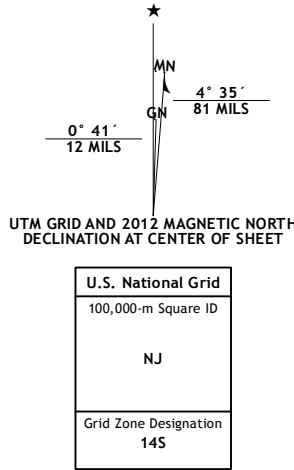 ★
MN
GN
4° 35´
81 MILS
0° 41´
12 MILS
UTM GRID AND 2012 MAGNETIC NORTH
DECLINATION AT CENTER OF SHEET
U.S. National Grid
100,000-m Square ID
NJ
Grid Zone Designation
14S